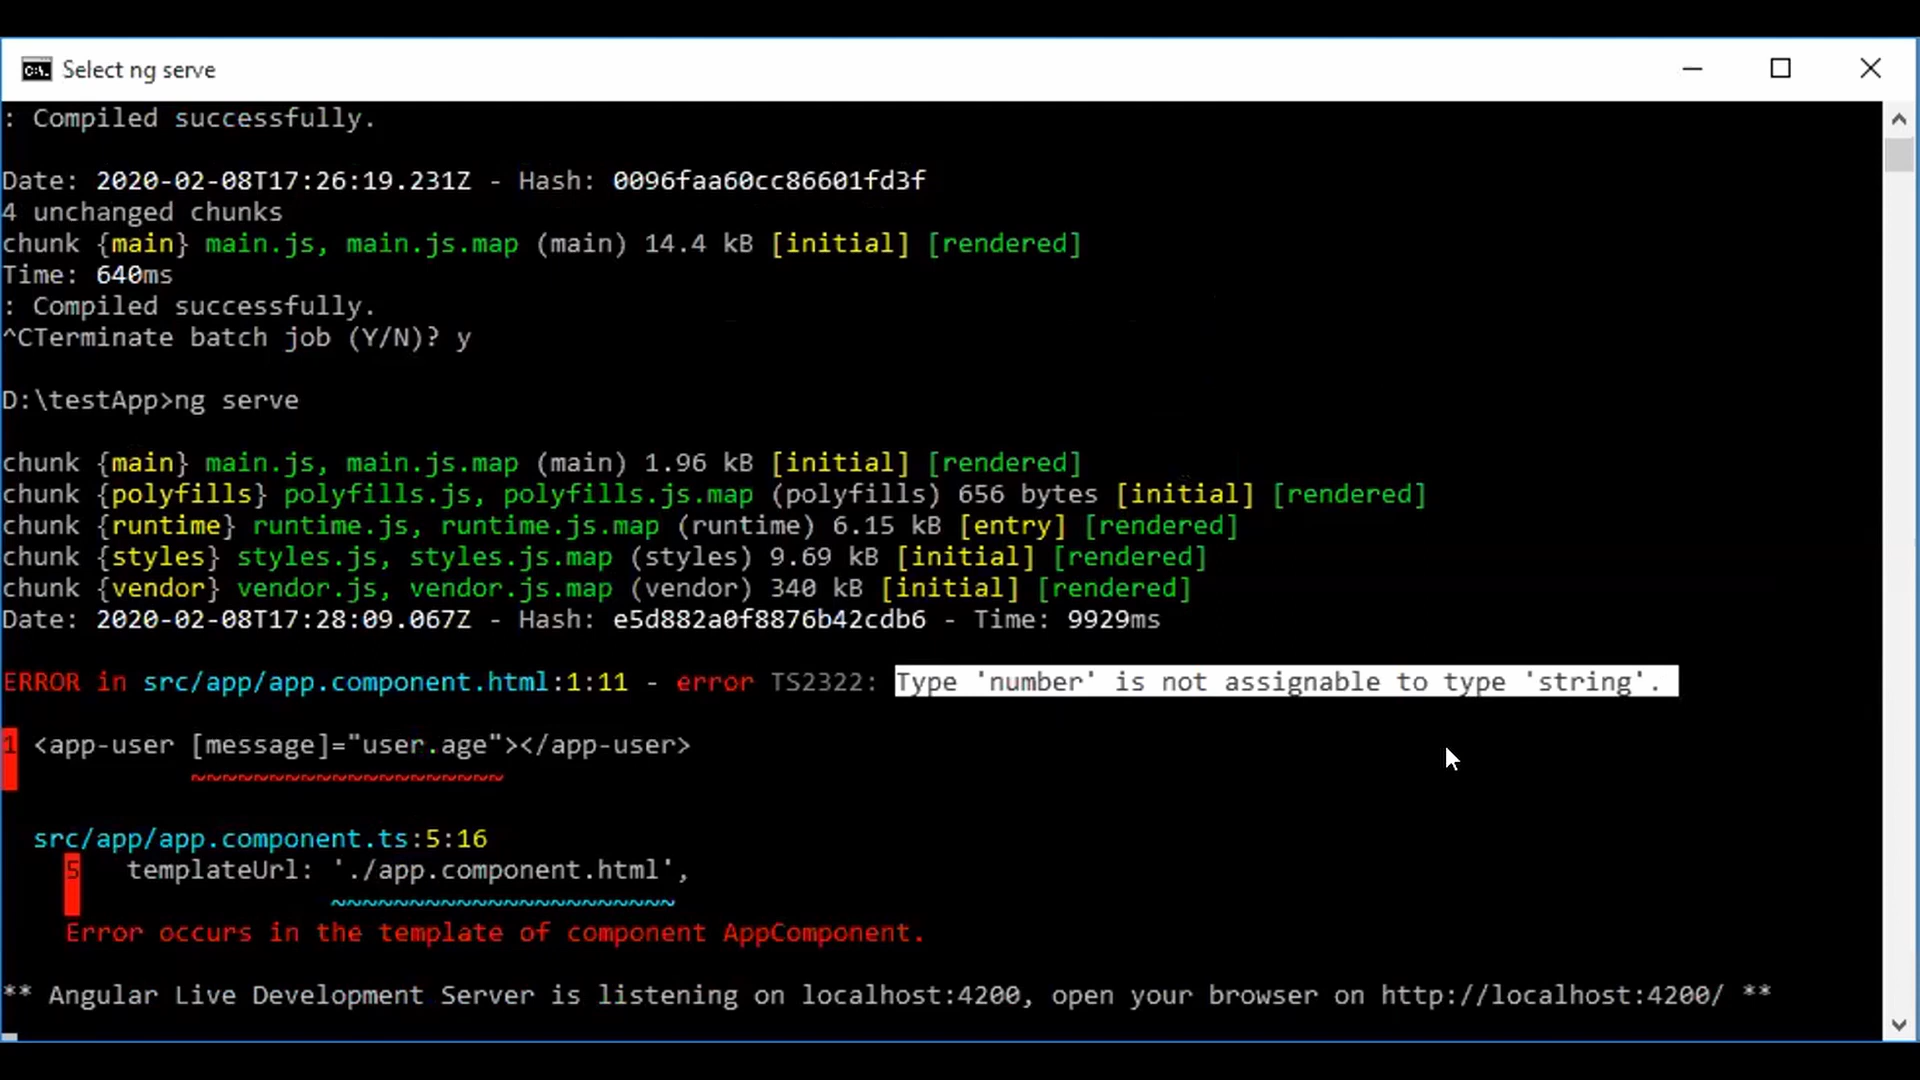 Select ng serve
: Compiled successfully.
Date: 2020-02-08T17:26:19.231Z - Hash: 0096faa60cc86601fd3f
4 unchanged chunks
chunk {main} main.js, main.js.map (main) 14.4 kB [initial] [rendered]
Time: 640ms
: Compiled successfully.
^CTerminate batch job (Y/N)? y
D:\testApp>ng serve
chunk {main} main.js, main.js.map (main) 1.96 kB [initial] [rendered]
chunk {polyfills} polyfills.js, polyfills.js.map (polyfills) 656 bytes [initial] [rendered]
chunk {runtime} runtime.js, runtime.js.map (runtime) 6.15 kB [entry] [rendered]
chunk {styles} styles.js, styles.js.map (styles) 9.69 kB [initial] [rendered]
chunk {vendor} vendor.js, vendor.js.map (vendor) 340 kB [initial] [rendered]
Date: 2020-02-08T17:28:09.067Z - Hash: e5d882a0f8876b42cdb6 - Time: 9929ms
ERROR in src/app/app.component.html:1:11 - error TS2322: Type 'number' is not assignable to type 'string'.
1 <app-user [message]="user.age"></app-user>
~~~~~~~~~~~~~~~~~~~~
src/app/app.component.ts:5:16
5 templateUrl: './app.component.html',
~~~~~~~~~~~~~~~~~~~~~~
Error occurs in the template of component AppComponent.
** Angular Live Development Server is listening on localhost:4200, open your browser on http://localhost:4200/ **